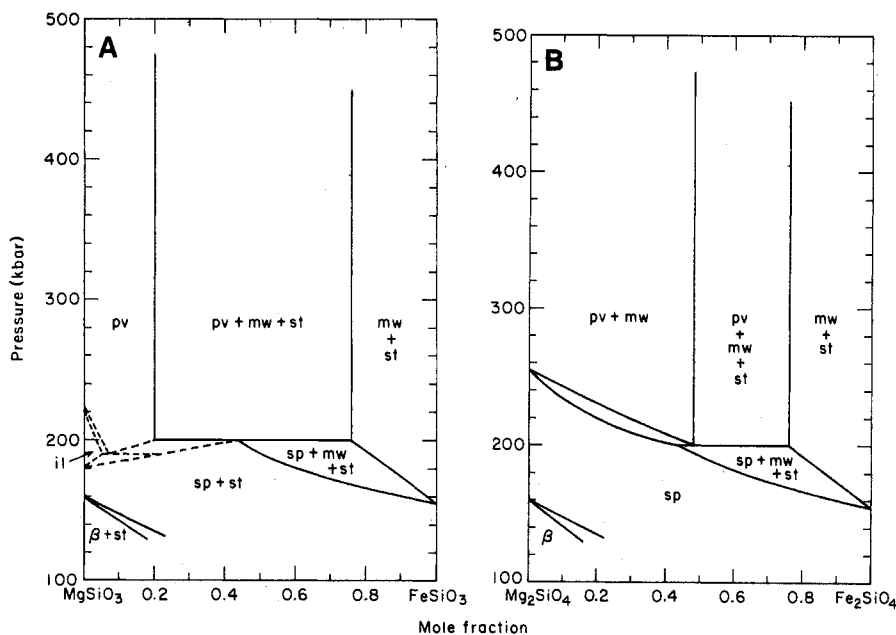 500
A
400
300
200
100
Pressure (kbar)
pv
pv + mw + st
mw
+
st
il
sp + mw
+ st
sp + st
β + st
MgSiO₃
0.2
0.4
0.6
0.8
FeSiO₃
500
B
400
300
200
100
pv + mw
pv
+
mw
+
st
mw
+
st
sp + mw
+ st
sp
β
Mg₂SiO₄
0.2
0.4
0.6
0.8
Fe₂SiO₄
Mole fraction